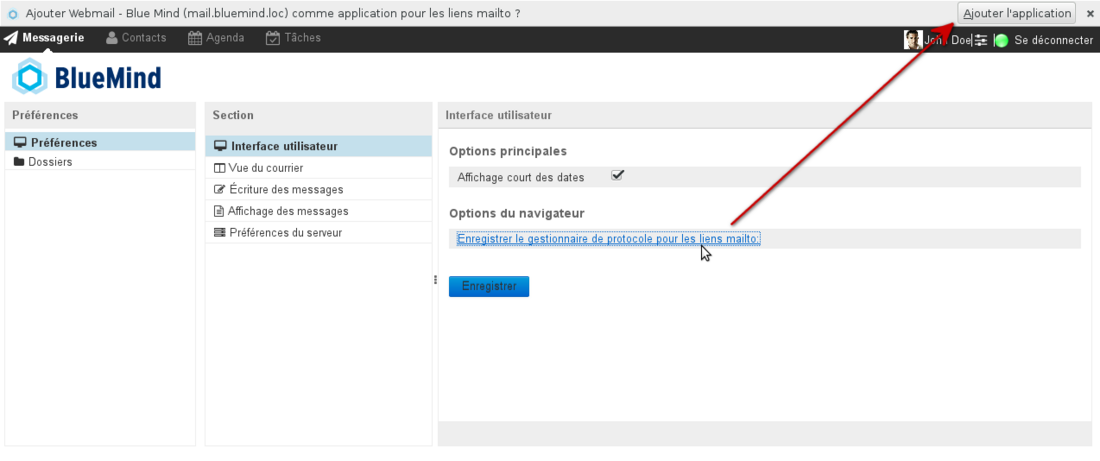 Ajouter Webmail - Blue Mind (mail.bluemind.loc) comme application pour les liens mailto ? Ajouter l'application
Messagerie Contacts Agenda Tâches John Doe Se déconnecter
BlueMind
Préférences Section Interface utilisateur
Préférences
Dossiers
Interface utilisateur
Vue du courrier
Écriture des messages
Affichage des messages
Préférences du serveur
Options principales
Affichage court des dates
Options du navigateur
Enregistrer le gestionnaire de protocole pour les liens mailto:
Enregistrer